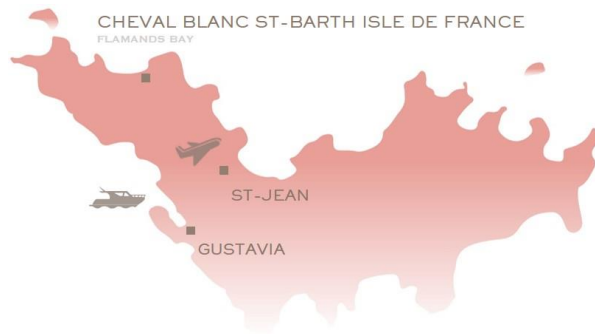 CHEVAL BLANC ST-BARTH ISLE DE FRANCE
FLAMANDS BAY
ST-JEAN
GUSTAVIA